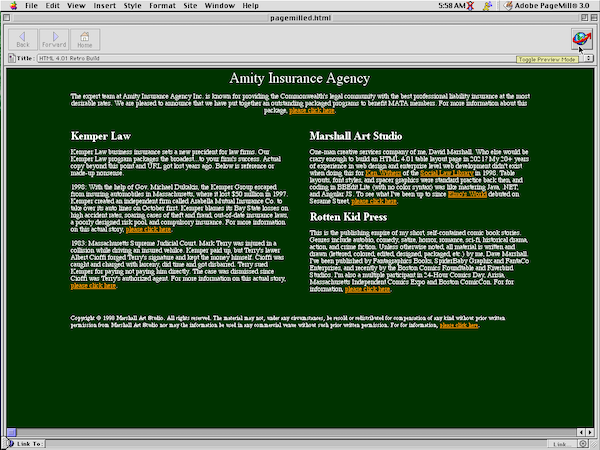 File Edit View Insert Style Format Site Window Help 5:58 AM Adobe PageMill® 3.0
pagemilled.html
Back Forward Home
Title: HTML 4.01 Retro Build
Toggle Preview Mode
Amity Insurance Agency
The expert team at Amity Insurance Agency Inc. is known for providing the Commonwealth's legal community with the best professional liability insurance at the most
desirable rates. We are pleased to announce that we have put together an outstanding packaged programs to benefit MATA members. For more information about this
package, please click here.
Kemper Law
Kemper Law business insurance sets a new precident for law firms. Our
Kemper Law program packages the broadest...to your firm's success. Actual
copy beyond this point and URL got lost years ago. Below is reference or
made-up nonsense.
1998: With the help of Gov. Michael Dukakis, the Kemper Group escaped
from insuring automobiles in Massachusetts, where it lost $30 million in 1997.
Kemper created an independent firm called Arabella Mutual Insurance Co. to
take over its auto lines on October first. Kemper blames its Bay State losses on
high accident rates, soaring cases of theft and fraud, out-of-date insurance laws,
a poorly designed risk pool, and compulsory insurance. For more information
on this actual story, please click here.
1983: Massachusetts Supreme Judicial Court. Mark Terry was injured in a
collision while driving an insured vehilce. Kemper paid up, but Terry's lawer
Albert Cioffi forged Terry's signature and kept the money himself. Cioffi was
caught and charged with larceny, did time and got disbarred. Terry sued
Kemper for paying not paying him directly. The case was dismissed since
Cioffi was Terry's authorized agent. For more information on this actual story,
please click here.
Marshall Art Studio
One-man creative services company of me, David Marshall. Who else would be
crazy enough to build an HTML 4.01 table layout page in 2021? My 20+ years
of experience in web design and enterprise level web development didn't exist
when doing this for Ken Withers of the Social Law Library in 1998. Table
layouts, font styles, and spacer graphics were standard practice back then, and
coding in BBEdit Lite (with no color syntax) was like mastering Java, .NET,
and Angular JS. To see what I've been up to since Elmo's World debuted on
Sesame Street, please click here.
Rotten Kid Press
This is the publishing empire of my short, self-contained comic book stories.
Genres include autobio, comedy, satire, horror, romance, sci-fi, historical drama,
action, and crime fiction. Unless otherwise noted, all material is written and
drawn (lettered, colored, edited, designed, packaged, etc.) by me, Dave Marshall.
I've been published by Fantagraphics Books, SpiderBaby Graphix and FantaCo
Enterprises, and recently by the Boston Comics Roundtable and Riverbird
Studios. I'm also a multiple participant in 24-Hour Comics Day, Arisia,
Massachusetts Independent Comics Expo and Boston ComicCon. For for
information, please click here.
Copyright © 1998 Marshall Art Studio. All rights reserved. The material may not, under any circumstances, be resold or redistributed for compensation of any kind without prior written
permission from Marshall Art Studio nor may the information be used in any commercial wave without such prior written permission. For for information, please click here.
Link To: Link...